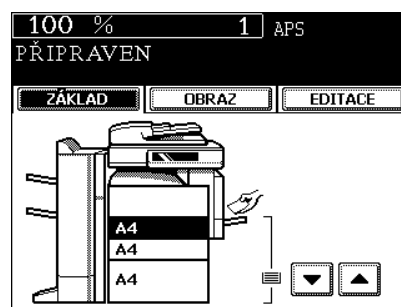 100 % 1 APS
PŘIPRAVEN
ZÁKLAD OBRAZ EDITACE
A4
A4
A4